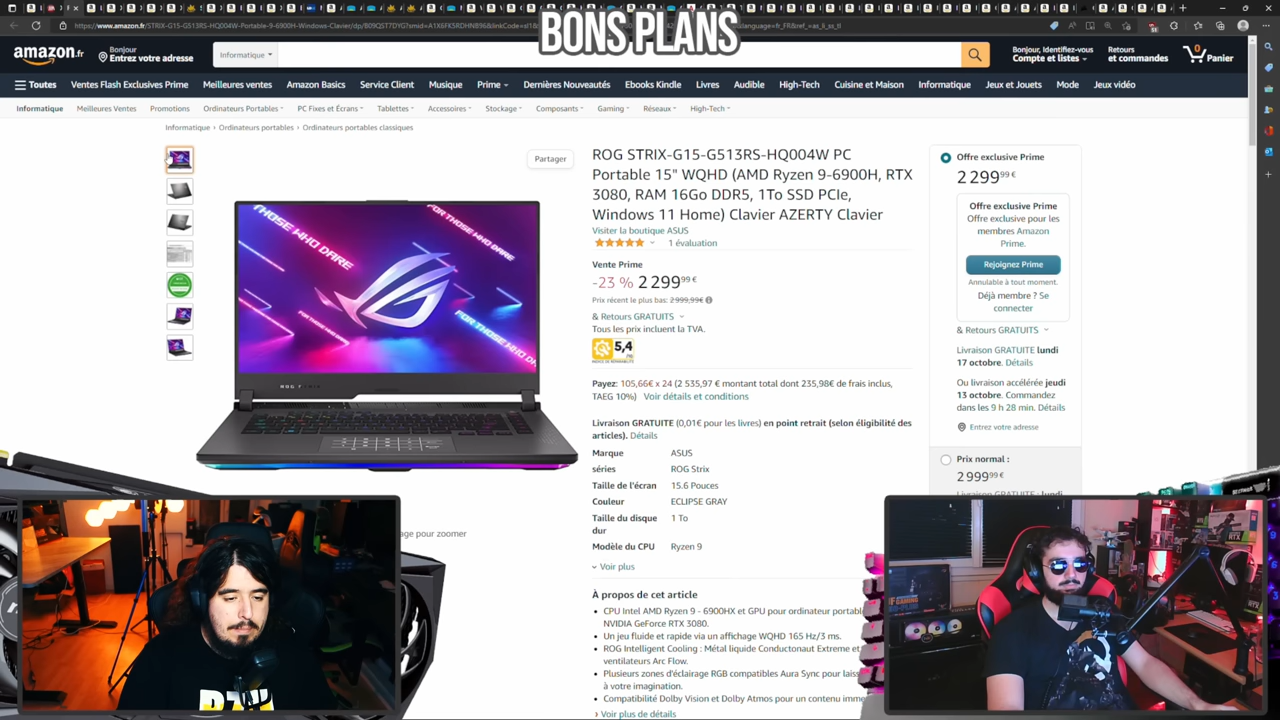 BONS PLANS
amazon.fr
Bonjour
Entrez votre adresse
Informatique
Bonjour, Identifiez-vous
Compte et listes
Retours
et commandes
0
Panier
Toutes
Ventes Flash Exclusives Prime
Meilleures ventes
Amazon Basics
Service Client
Musique
Prime
Dernières Nouveautés
Ebooks Kindle
Livres
Audible
High-Tech
Cuisine et Maison
Informatique
Jeux et Jouets
Mode
Jeux vidéo
Informatique
Meilleures Ventes
Promotions
Ordinateurs Portables
PC Fixes et Écrans
Tablettes
Accessoires
Stockage
Composants
Gaming
Réseaux
High-Tech
Informatique › Ordinateurs portables › Ordinateurs portables classiques
Partager
THOSE WHO DARE
FOR THOSE WHO DARE
ROG STRIX-G15-G513RS-HQ004W PC
Portable 15" WQHD (AMD Ryzen 9-6900H, RTX
3080, RAM 16Go DDR5, 1To SSD PCIe,
Windows 11 Home) Clavier AZERTY Clavier
Visiter la boutique ASUS
1 évaluation
Vente Prime
-23 % 2 299,99 €
Prix récent le plus bas: 2 999,99€
& Retours GRATUITS
Tous les prix incluent la TVA.
5,4
Payez: 105,66€ x 24 (2 535,97 € montant total dont 235,98€ de frais inclus,
TAEG 10%) Voir détails et conditions
Livraison GRATUITE (0,01€ pour les livres) en point retrait (selon éligibilité des
articles). Détails
Marque ASUS
séries ROG Strix
Taille de l'écran 15.6 Pouces
Couleur ECLIPSE GRAY
Taille du disque
dur 1 To
Modèle du CPU Ryzen 9
Voir plus
À propos de cet article
CPU Intel AMD Ryzen 9 - 6900HX et GPU pour ordinateur portabl
NVIDIA GeForce RTX 3080.
Un jeu fluide et rapide via un affichage WQHD 165 Hz/3 ms.
ROG Intelligent Cooling : Métal liquide Conductonaut Extreme et
ventilateurs Arc Flow.
Plusieurs zones d'éclairage RGB compatibles Aura Sync pour laiss
à votre imagination.
Compatibilité Dolby Vision et Dolby Atmos pour un contenu imme
› Voir plus de détails
age pour zoomer
Offre exclusive Prime
2 299,99 €
Offre exclusive Prime
Offre exclusive pour les
membres Amazon
Prime.
Rejoignez Prime
Annulable à tout moment.
Déjà membre ? Se
connecter
& Retours GRATUITS
Livraison GRATUITE lundi
17 octobre. Détails
Ou livraison accélérée jeudi
13 octobre. Commandez
dans les 9 h 28 min. Détails
Entrez votre adresse
Prix normal :
2 999,99 €